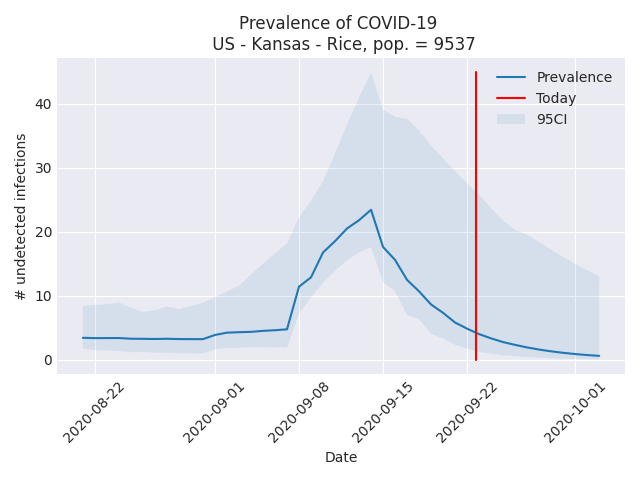 Prevalence of COVID-19
US - Kansas - Rice, pop. = 9537
Prevalence
Today
95CI
# undetected infections
40
30
20
10
0
2020-08-22
2020-09-01
2020-09-08
2020-09-15
2020-09-22
2020-10-01
Date